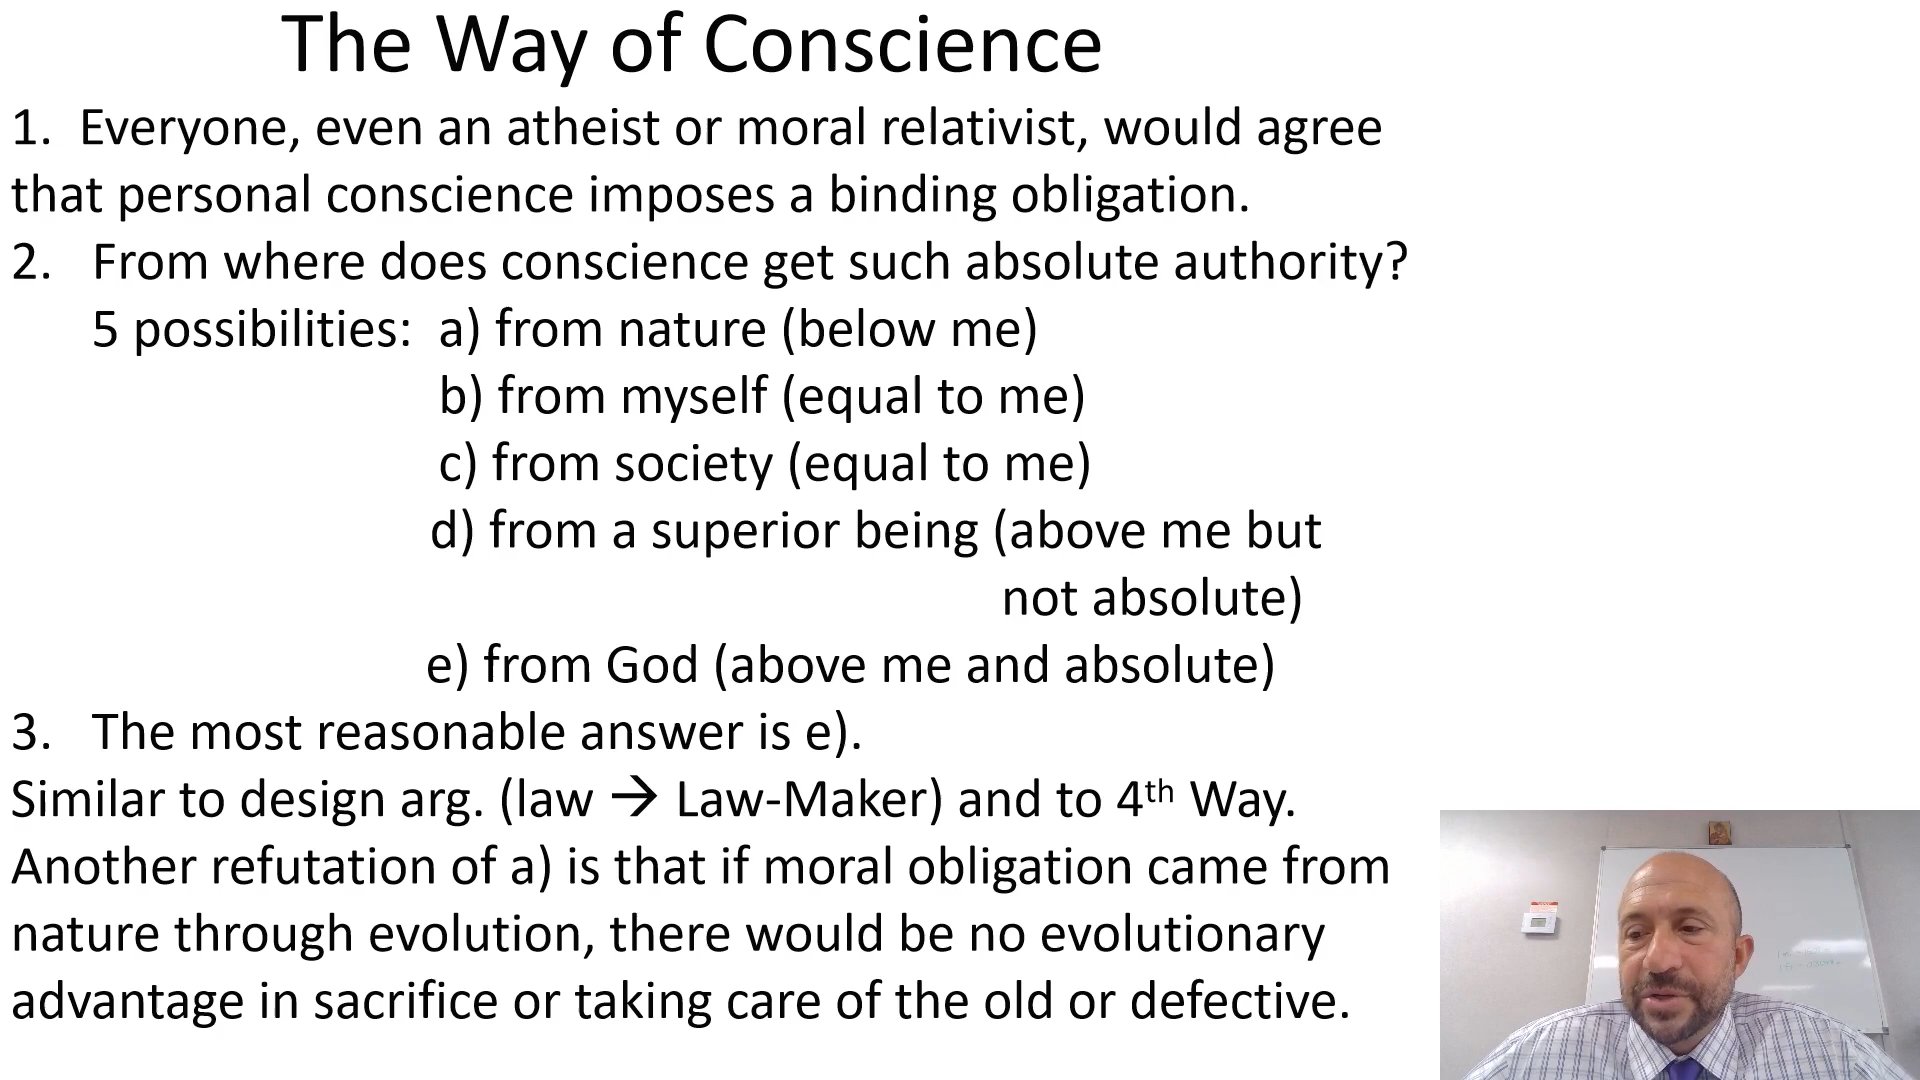 The Way of Conscience
1. Everyone, even an atheist or moral relativist, would agree
that personal conscience imposes a binding obligation.
2. From where does conscience get such absolute authority?
5 possibilities: a) from nature (below me)
b) from myself (equal to me)
c) from society (equal to me)
d) from a superior being (above me but
not absolute)
e) from God (above me and absolute)
3. The most reasonable answer is e).
Similar to design arg. (law → Law-Maker) and to 4th Way.
Another refutation of a) is that if moral obligation came from
nature through evolution, there would be no evolutionary
advantage in sacrifice or taking care of the old or defective.